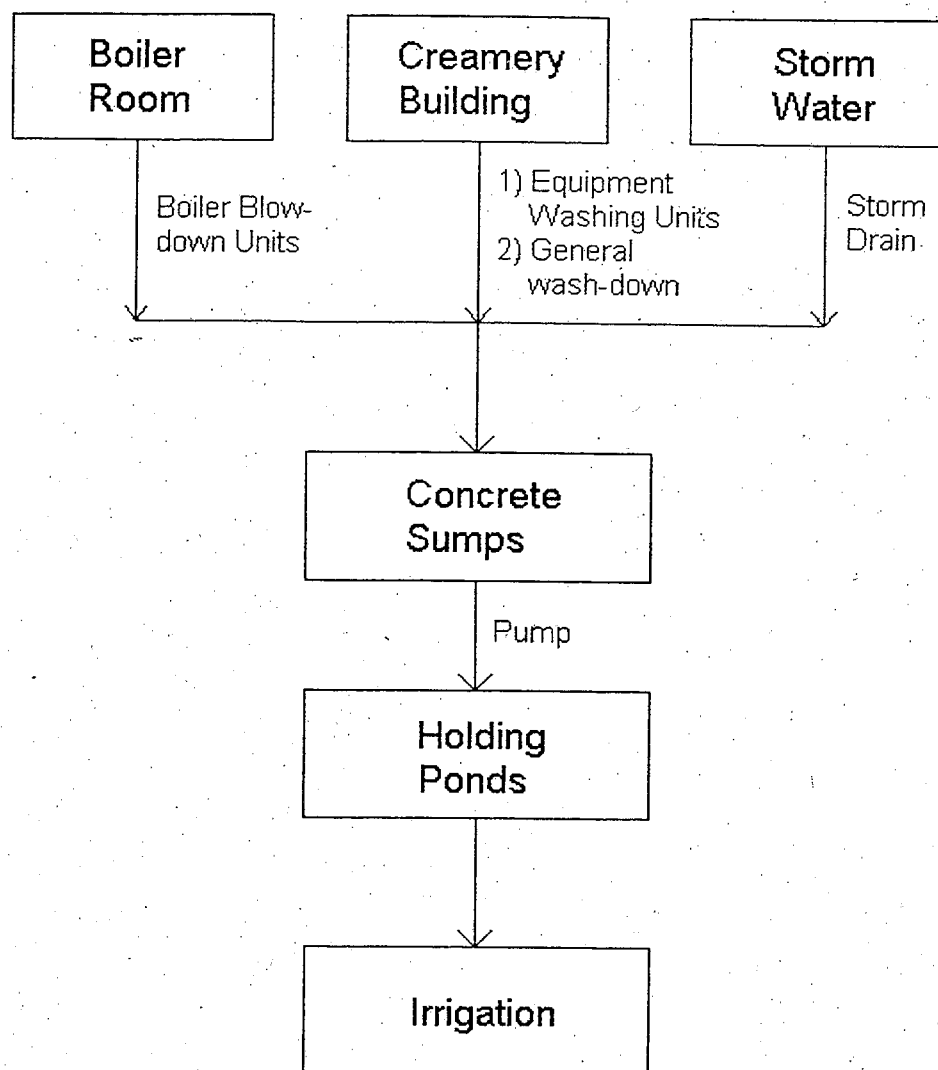 Boiler
Room
Creamery
Building
Storm
Water
Boiler Blow-
down Units
1) Equipment
Washing Units
2) General
wash-down
Storm
Drain
Concrete
Sumps
Pump
Holding
Ponds
Irrigation